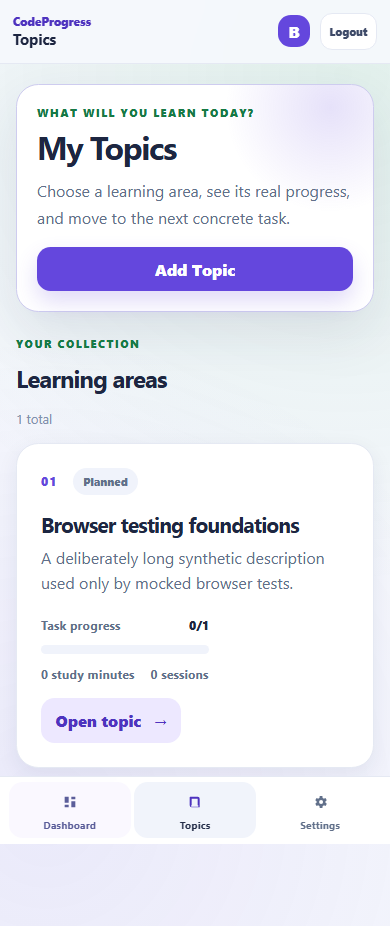 CodeProgress
Topics
B
Logout
WHAT WILL YOU LEARN TODAY?
My Topics
Choose a learning area, see its real progress,
and move to the next concrete task.
Add Topic
YOUR COLLECTION
Learning areas
1 total
01 Planned
Browser testing foundations
A deliberately long synthetic description
used only by mocked browser tests.
Task progress 0/1
0 study minutes 0 sessions
Open topic →
Dashboard Topics Settings